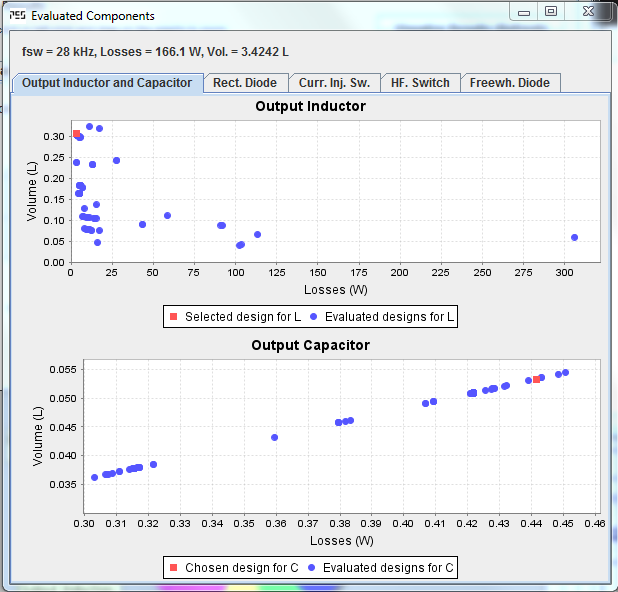 PES Evaluated Components
fsw = 28 kHz, Losses = 166.1 W, Vol. = 3.4242 L
Output Inductor and Capacitor Rect. Diode Curr. Inj. Sw. HF. Switch Freewh. Diode
Output Inductor
Volume (L)
0.30
0.25
0.20
0.15
0.10
0.05
0.00
0 25 50 75 100 125 150 175 200 225 250 275 300
Losses (W)
Selected design for L Evaluated designs for L
Output Capacitor
Volume (L)
0.055
0.050
0.045
0.040
0.035
0.30 0.31 0.32 0.33 0.34 0.35 0.36 0.37 0.38 0.39 0.40 0.41 0.42 0.43 0.44 0.45 0.46
Losses (W)
Chosen design for C Evaluated designs for C